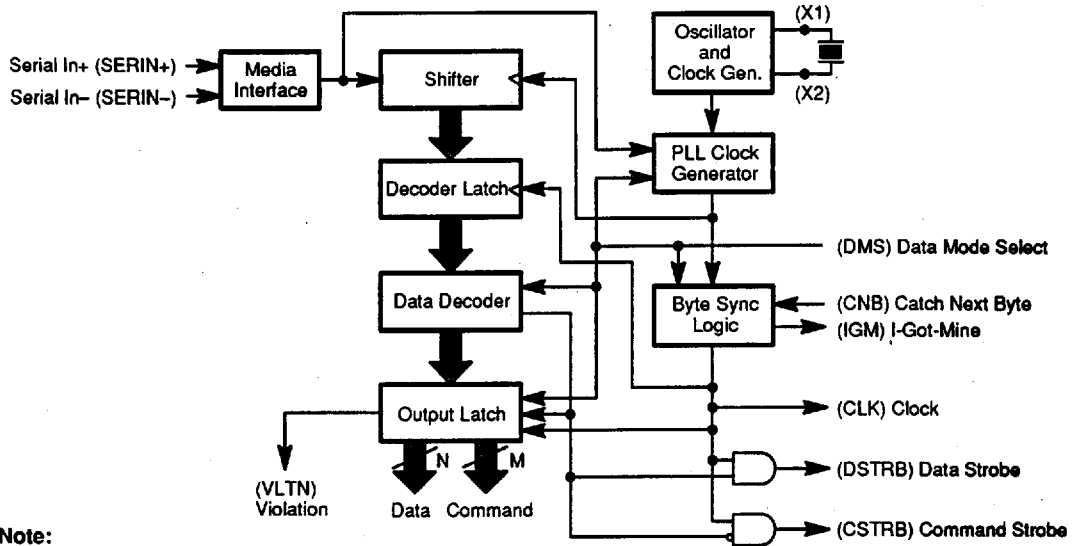 (X1)
Oscillator
and
Clock Gen.
(X2)
Serial In+ (SERIN+)
Serial In– (SERIN–)
Media
Interface
Shifter
PLL Clock
Generator
Decoder Latch
(DMS) Data Mode Select
Data Decoder
Byte Sync
Logic
(CNB) Catch Next Byte
(IGM) I-Got-Mine
Output Latch
(CLK) Clock
N
M
(VLTN)
Violation
Data
Command
(DSTRB) Data Strobe
(CSTRB) Command Strobe
Note: